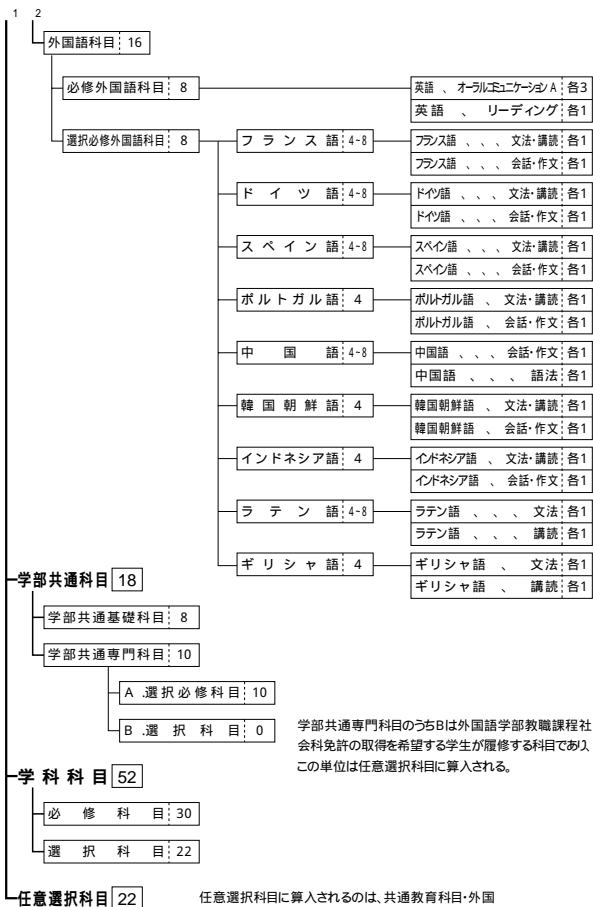 1 2
外国語科目 16
必修外国語科目 8
英語 、 オーラルコミュニケーションA 各3
英語 、 リーディング 各1
選択必修外国語科目 8
フランス語 4~8
フランス語 、 、 、 文法・講読 各1
フランス語 、 、 、 会話・作文 各1
ドイツ語 4~8
ドイツ語 、 、 、 文法・講読 各1
ドイツ語 、 、 、 会話・作文 各1
スペイン語 4~8
スペイン語 、 、 、 文法・講読 各1
スペイン語 、 、 、 会話・作文 各1
ポルトガル語 4
ポルトガル語 、 文法・講読 各1
ポルトガル語 、 会話・作文 各1
中国語 4~8
中国語 、 、 、 会話・作文 各1
中国語 、 、 、 語法 各1
韓国朝鮮語 4
韓国朝鮮語 、 文法・講読 各1
韓国朝鮮語 、 会話・作文 各1
インドネシア語 4
インドネシア語 、 文法・講読 各1
インドネシア語 、 会話・作文 各1
ラテン語 4~8
ラテン語 、 、 、 文法 各1
ラテン語 、 、 、 講読 各1
ギリシャ語 4
ギリシャ語 、 文法 各1
ギリシャ語 、 講読 各1
学部共通科目 18
学部共通基礎科目 8
学部共通専門科目 10
A .選択必修科目 10
B .選択科目 0
学部共通専門科目のうちBは外国語学部教職課程社
会科免許の取得を希望する学生が履修する科目であり、
この単位は任意選択科目に算入される。
学科科目 52
必修科目 30
選択科目 22
任意選択科目 22
任意選択科目に算入されるのは、共通教育科目・外国